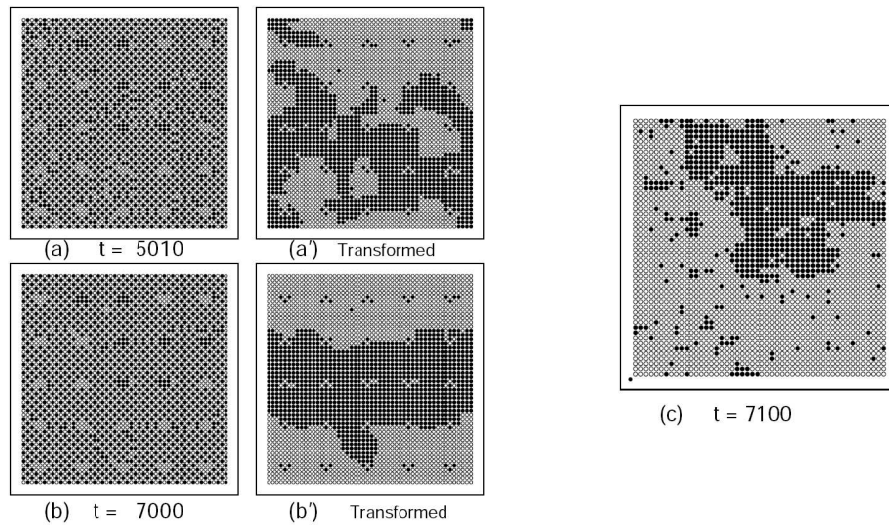 (a) t = 5010
(a') Transformed
(b) t = 7000
(b') Transformed
(c) t = 7100